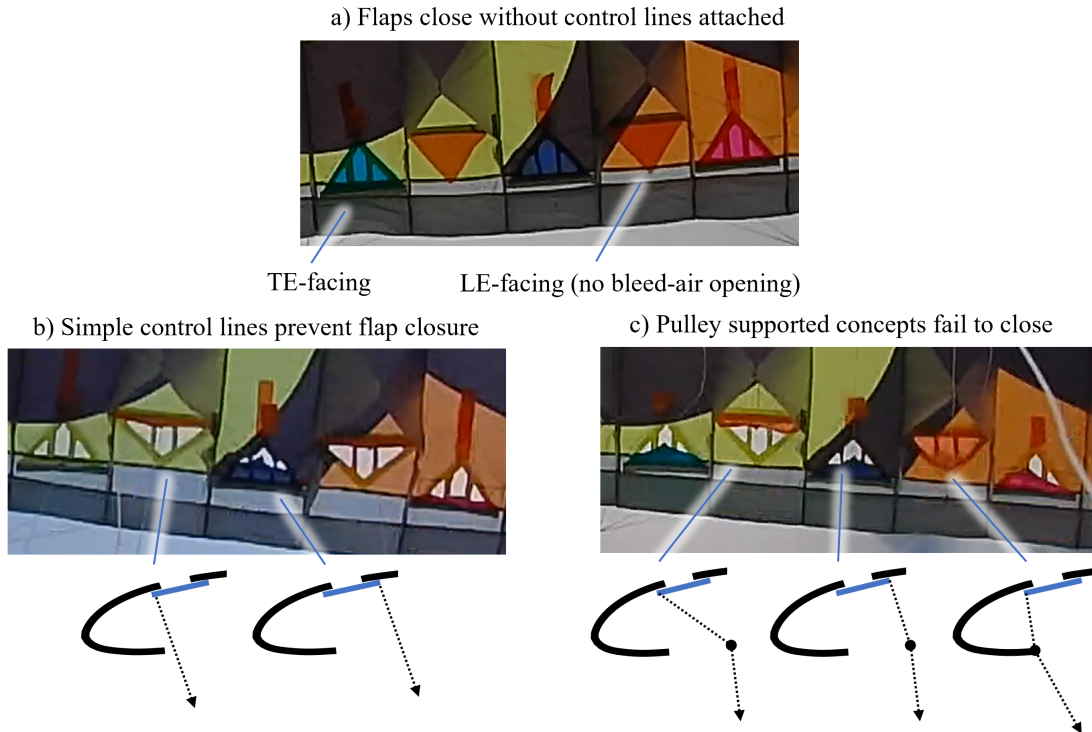 a) Flaps close without control lines attached
TE-facing
LE-facing (no bleed-air opening)
b) Simple control lines prevent flap closure
c) Pulley supported concepts fail to close